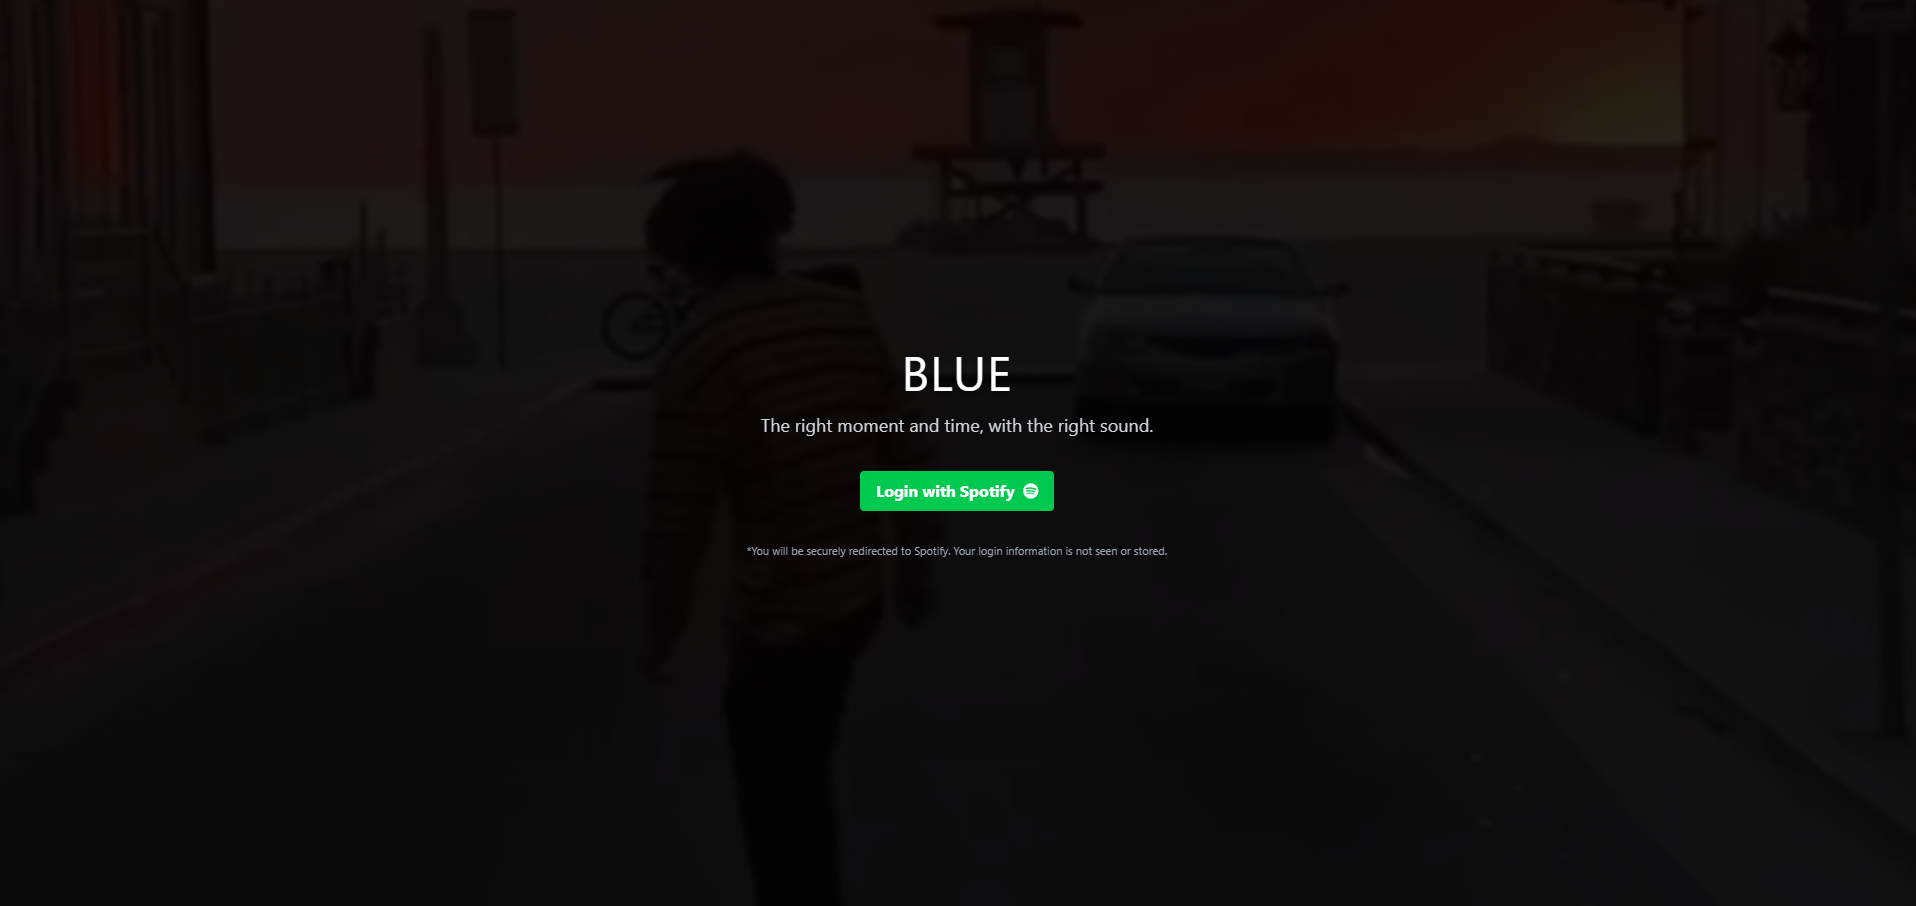 BLUE
The right moment and time, with the right sound.
Login with Spotify
*You will be securely redirected to Spotify. Your login information is not seen or stored.